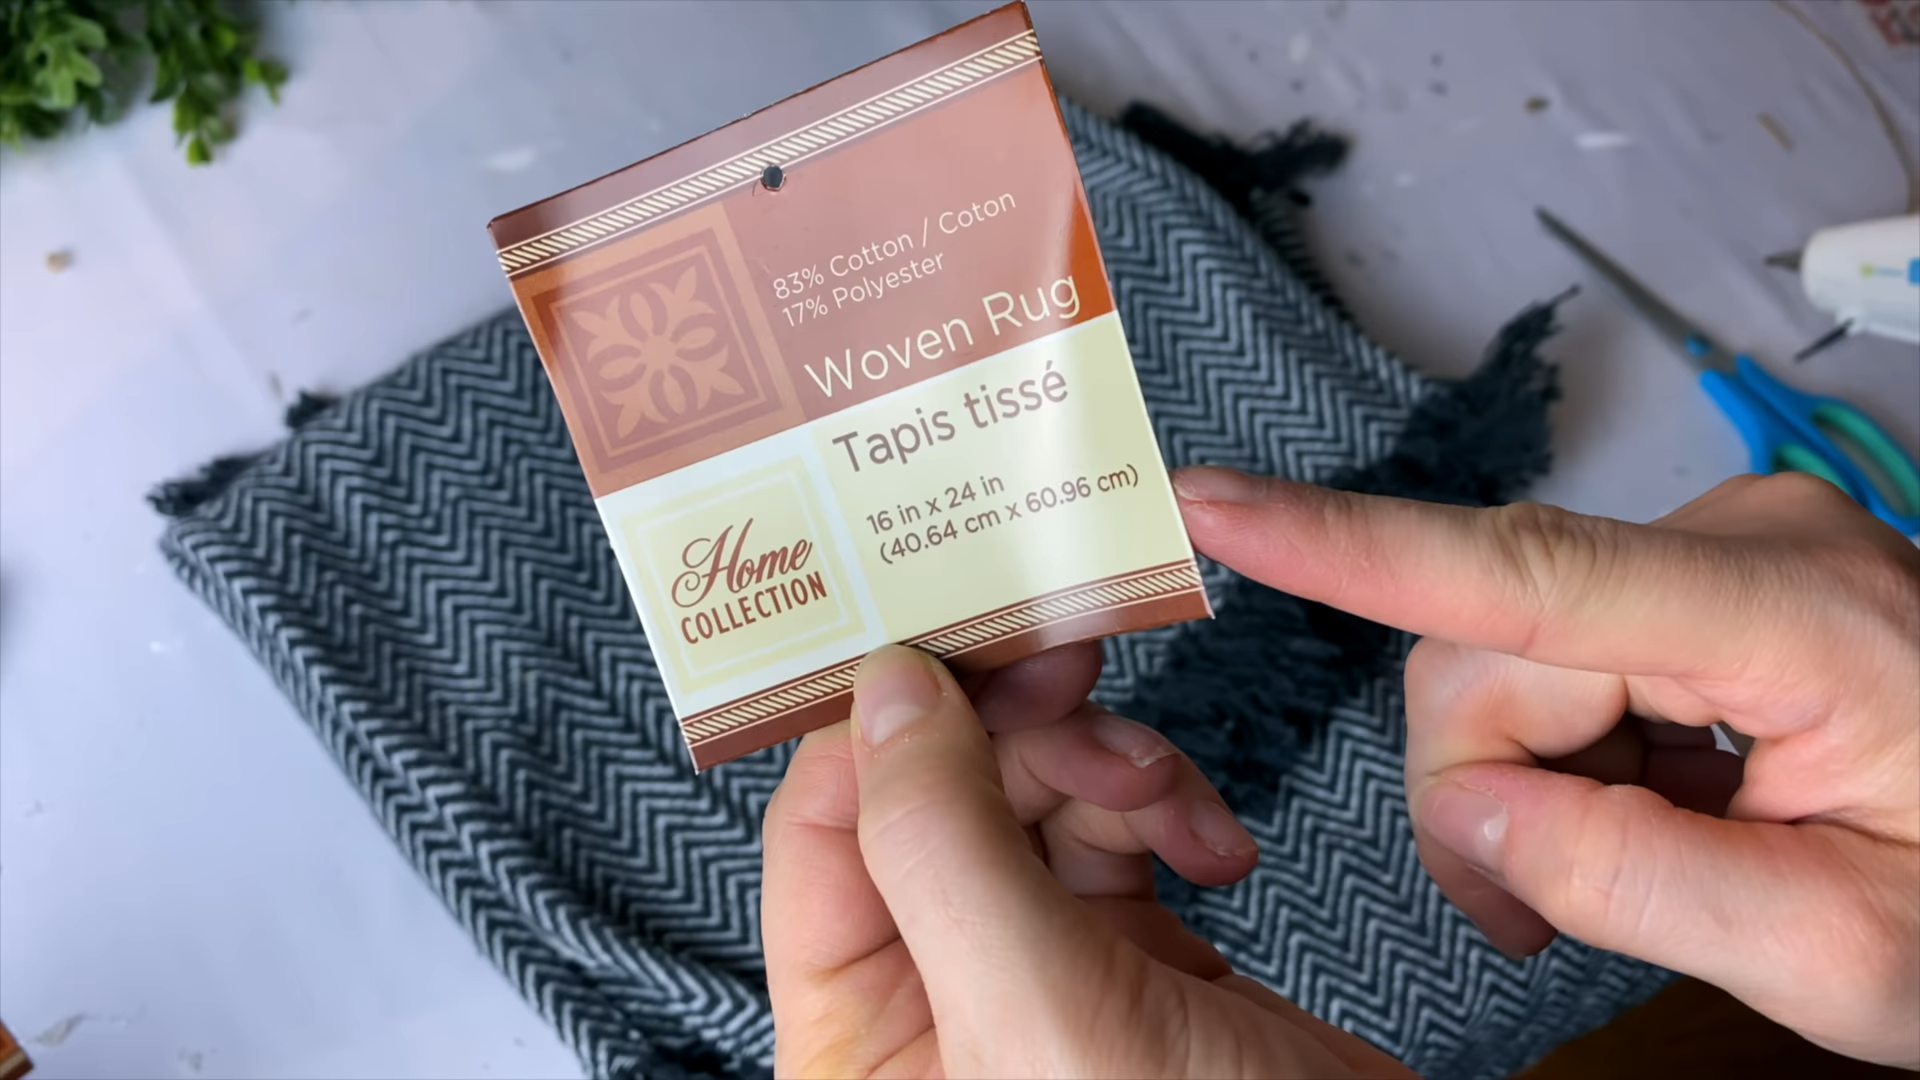 83% Cotton / Coton
17% Polyester
Woven Rug
Tapis tissé
16 in x 24 in
(40.64 cm x 60.96 cm)
Home
COLLECTION